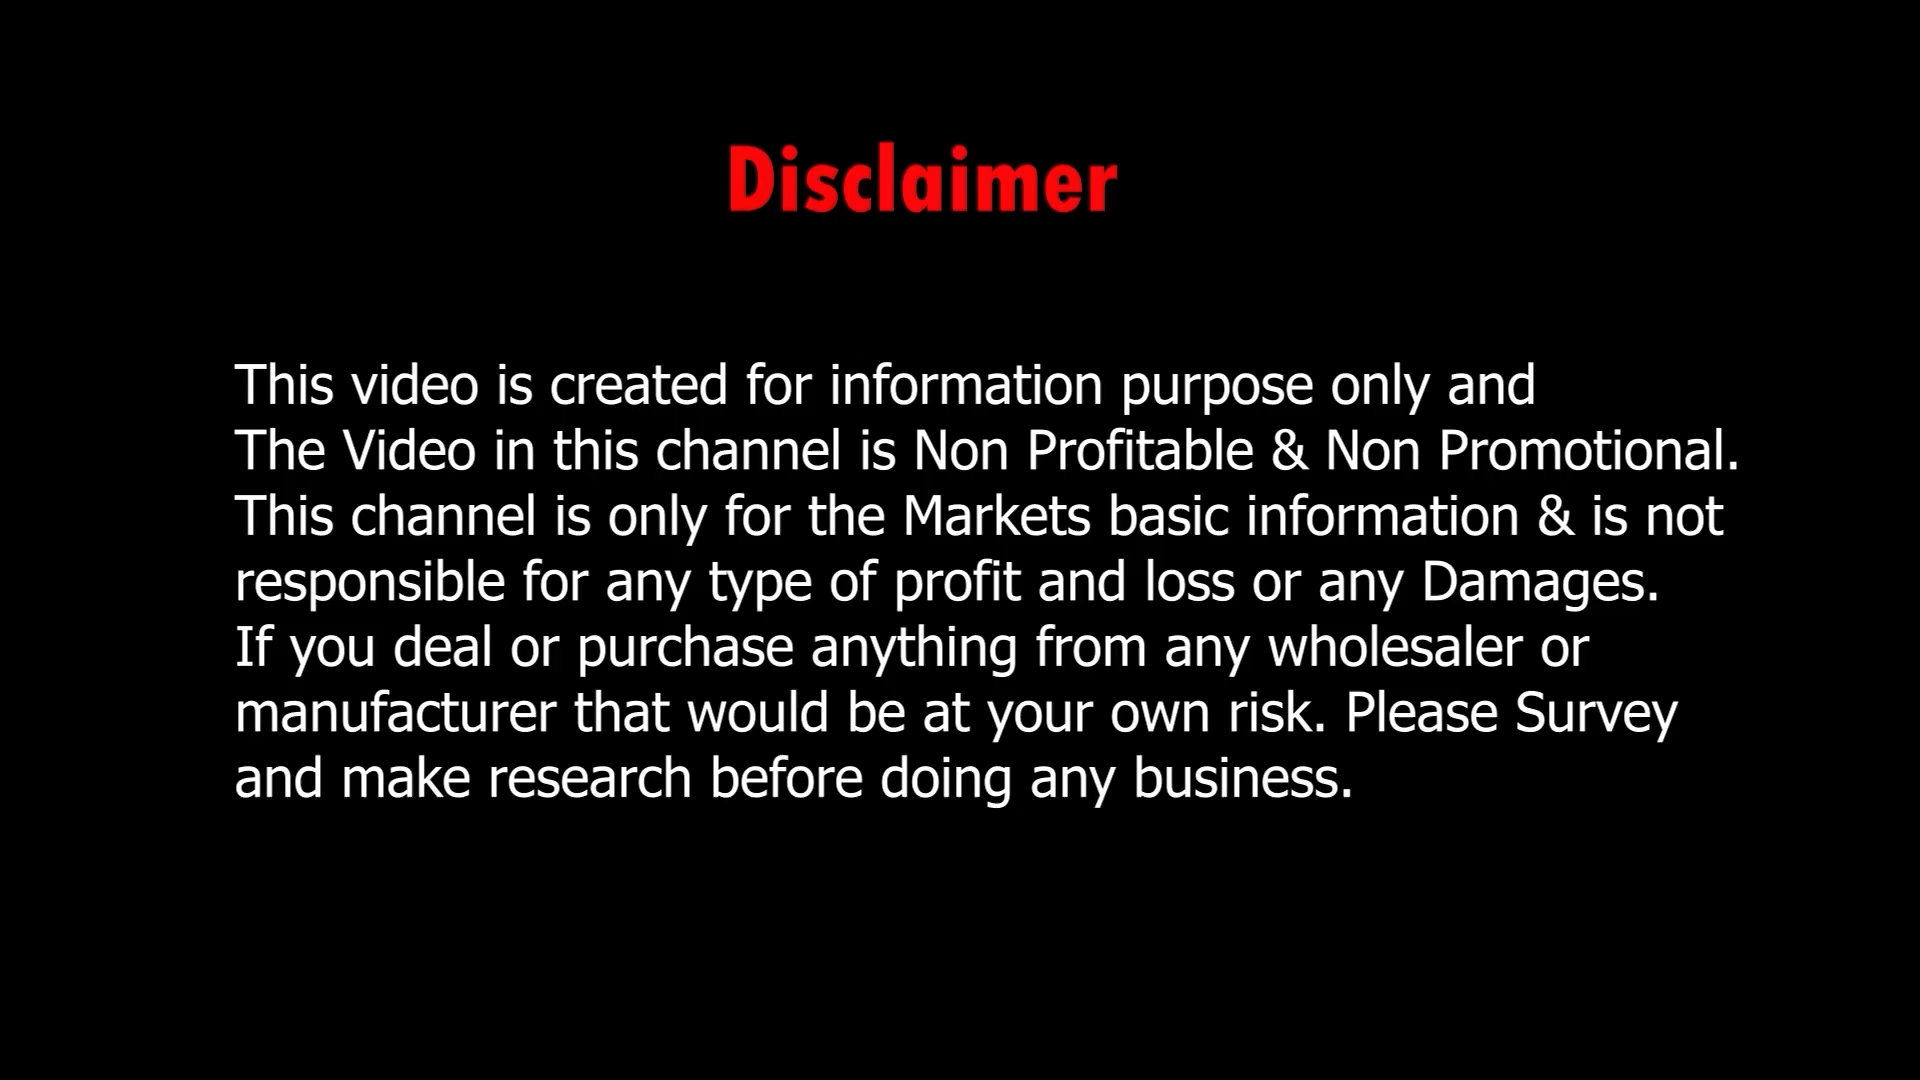 Disclaimer
This video is created for information purpose only and
The Video in this channel is Non Profitable & Non Promotional.
This channel is only for the Markets basic information & is not
responsible for any type of profit and loss or any Damages.
If you deal or purchase anything from any wholesaler or
manufacturer that would be at your own risk. Please Survey
and make research before doing any business.